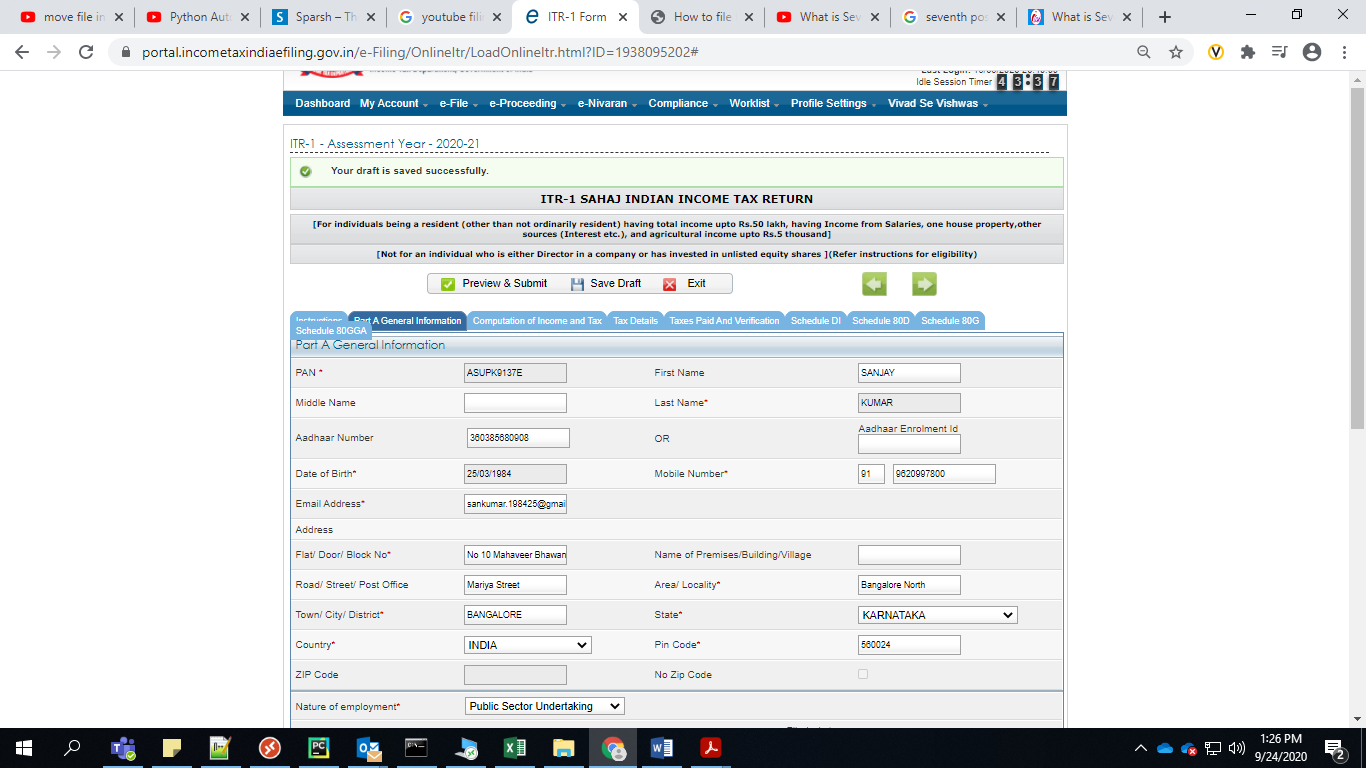 move file in
Python Aut
Sparsh – Th
youtube fili
ITR-1 Form
How to file
What is Sev
seventh po
What is Sev
portal.incometaxindiaefiling.gov.in/e-Filing/OnlineItr/LoadOnlineItr.html?ID=1938095202#
Idle Session Timer 4 3 : 3 7
Dashboard My Account e-File e-Proceeding e-Nivaran Compliance Worklist Profile Settings Vivad Se Vishwas
ITR-1 - Assessment Year - 2020-21
Your draft is saved successfully.
ITR-1 SAHAJ INDIAN INCOME TAX RETURN
[For individuals being a resident (other than not ordinarily resident) having total income upto Rs.50 lakh, having Income from Salaries, one house property,other
sources (Interest etc.), and agricultural income upto Rs.5 thousand]
[Not for an individual who is either Director in a company or has invested in unlisted equity shares ](Refer instructions for eligibility)
Preview & Submit Save Draft Exit
Instructions Part A General Information Computation of Income and Tax Tax Details Taxes Paid And Verification Schedule DI Schedule 80D Schedule 80G
Schedule 80GGA
Part A General Information
PAN * ASUPK9137E First Name SANJAY
Middle Name Last Name* KUMAR
Aadhaar Number 360385680908 OR Aadhaar Enrolment Id
Date of Birth* 25/03/1984 Mobile Number* 91 9620997800
Email Address* sankumar.198425@gmai
Address
Flat/ Door/ Block No* No 10 Mahaveer Bhawan Name of Premises/Building/Village
Road/ Street/ Post Office Mariya Street Area/ Locality* Bangalore North
Town/ City/ District* BANGALORE State* KARNATAKA
Country* INDIA Pin Code* 560024
ZIP Code No Zip Code
Nature of employment* Public Sector Undertaking
1:26 PM
9/24/2020
2